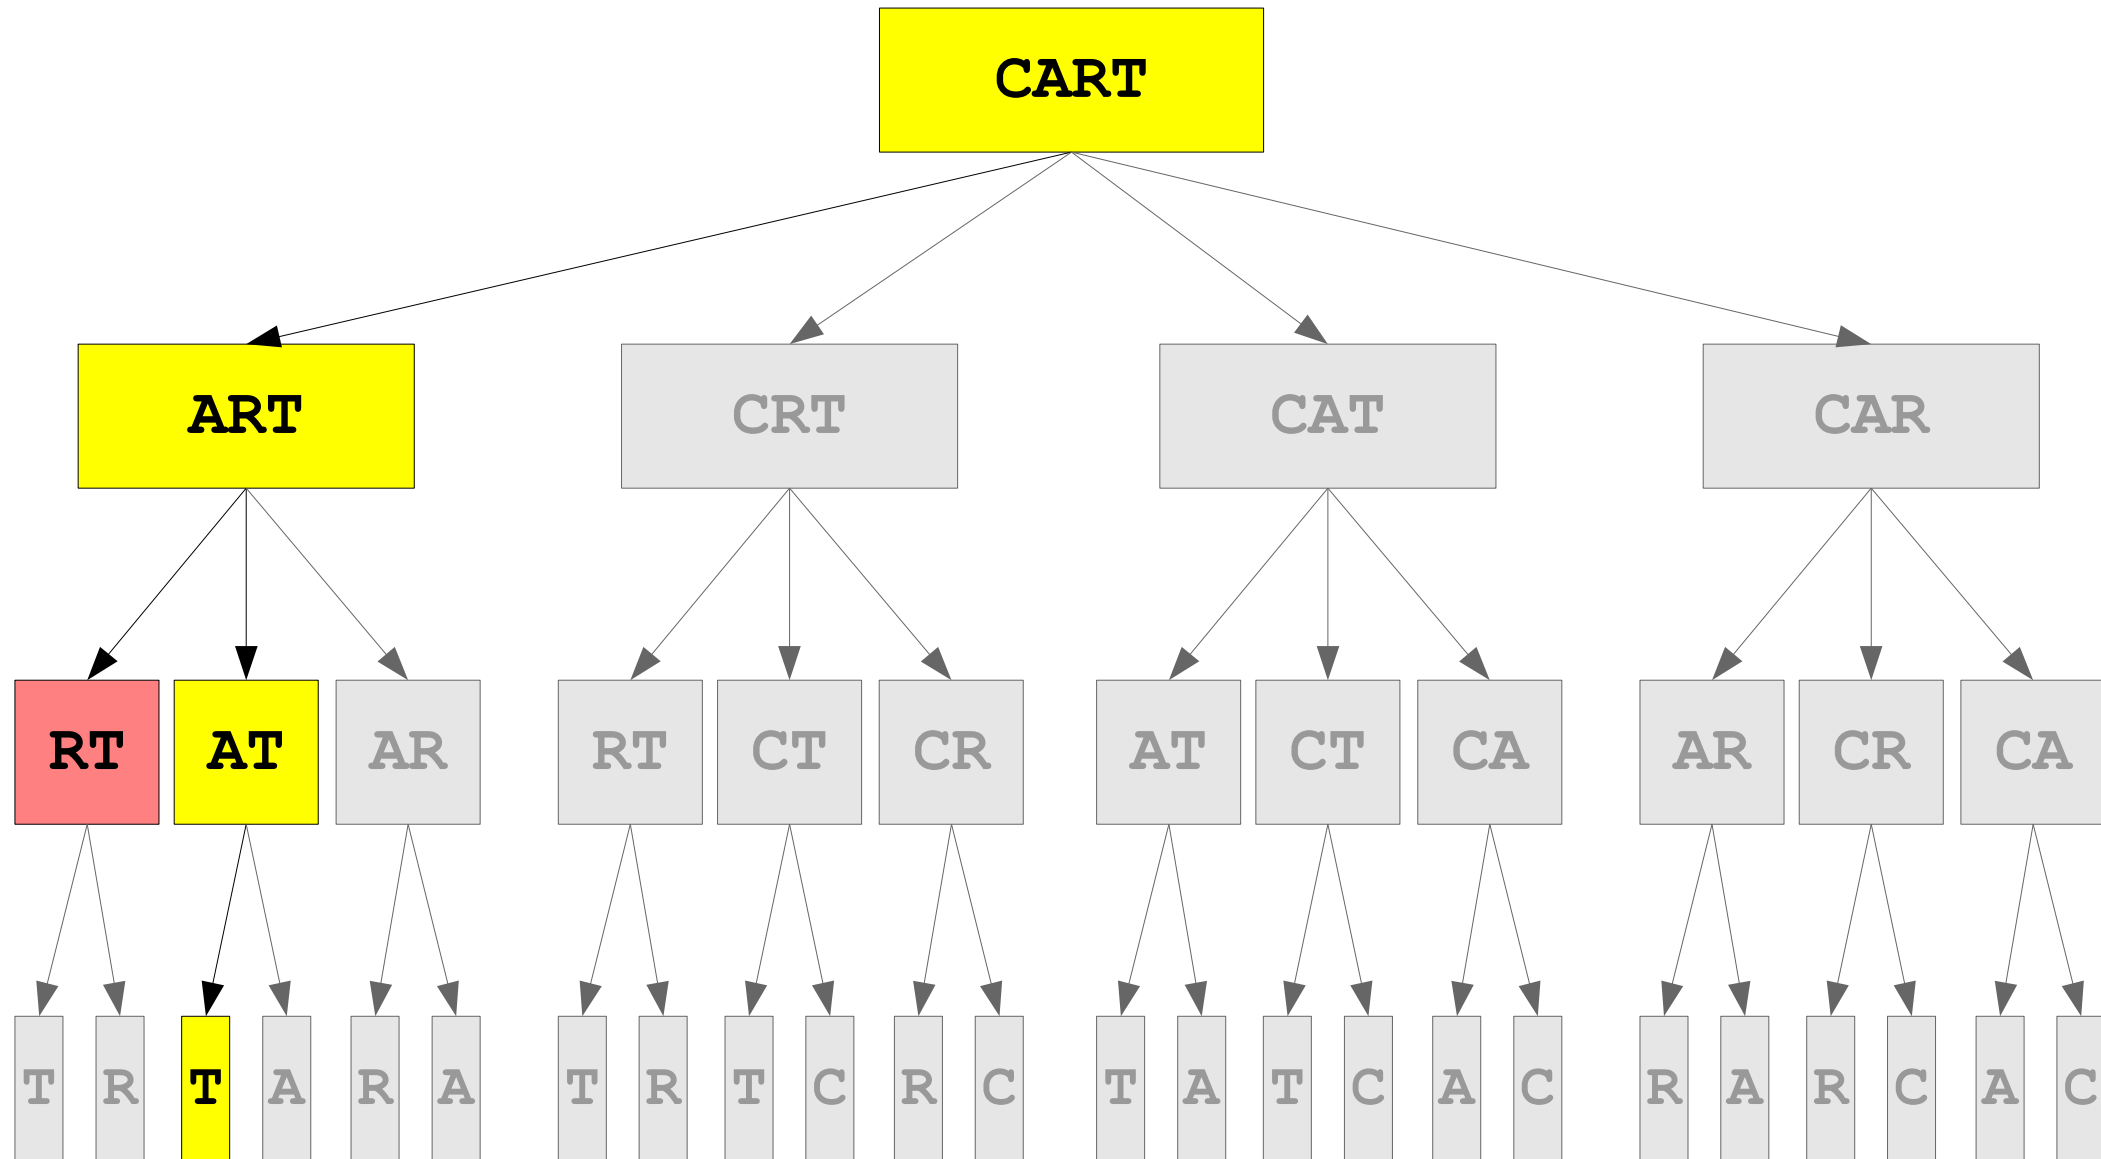 CART
ART CRT CAT CAR
RT AT AR RT CT CR AT CT CA AR CR CA
T R T A R A T R T C R C T A T C A C R A R C A C